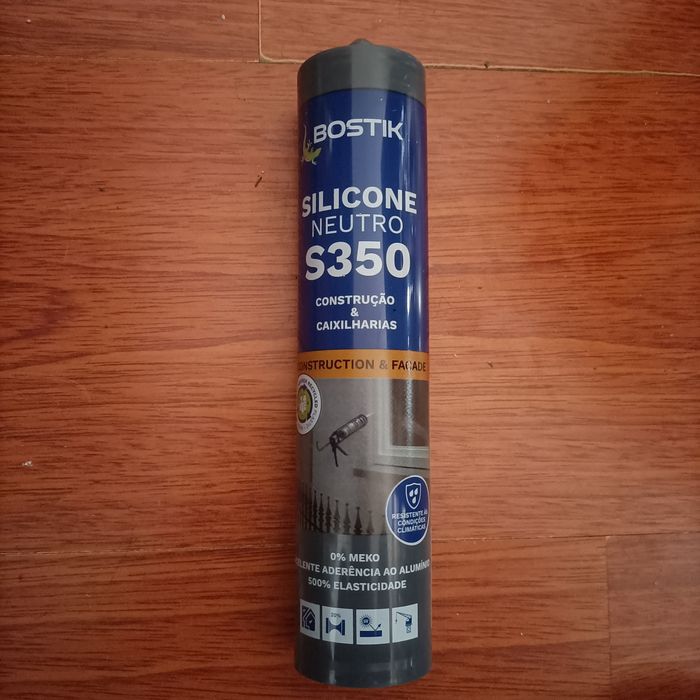 BOSTIK
SILICONE
NEUTRO
S350
CONSTRUÇÃO
&
CAIXILHARIAS
CONSTRUCTION & FAÇADE
RESISTENTE ÀS
CONDIÇÕES
CLIMÁTICAS
0% MEKO
ADERÊNCIA AO ALUMÍNIO
500% ELASTICIDADE
20%